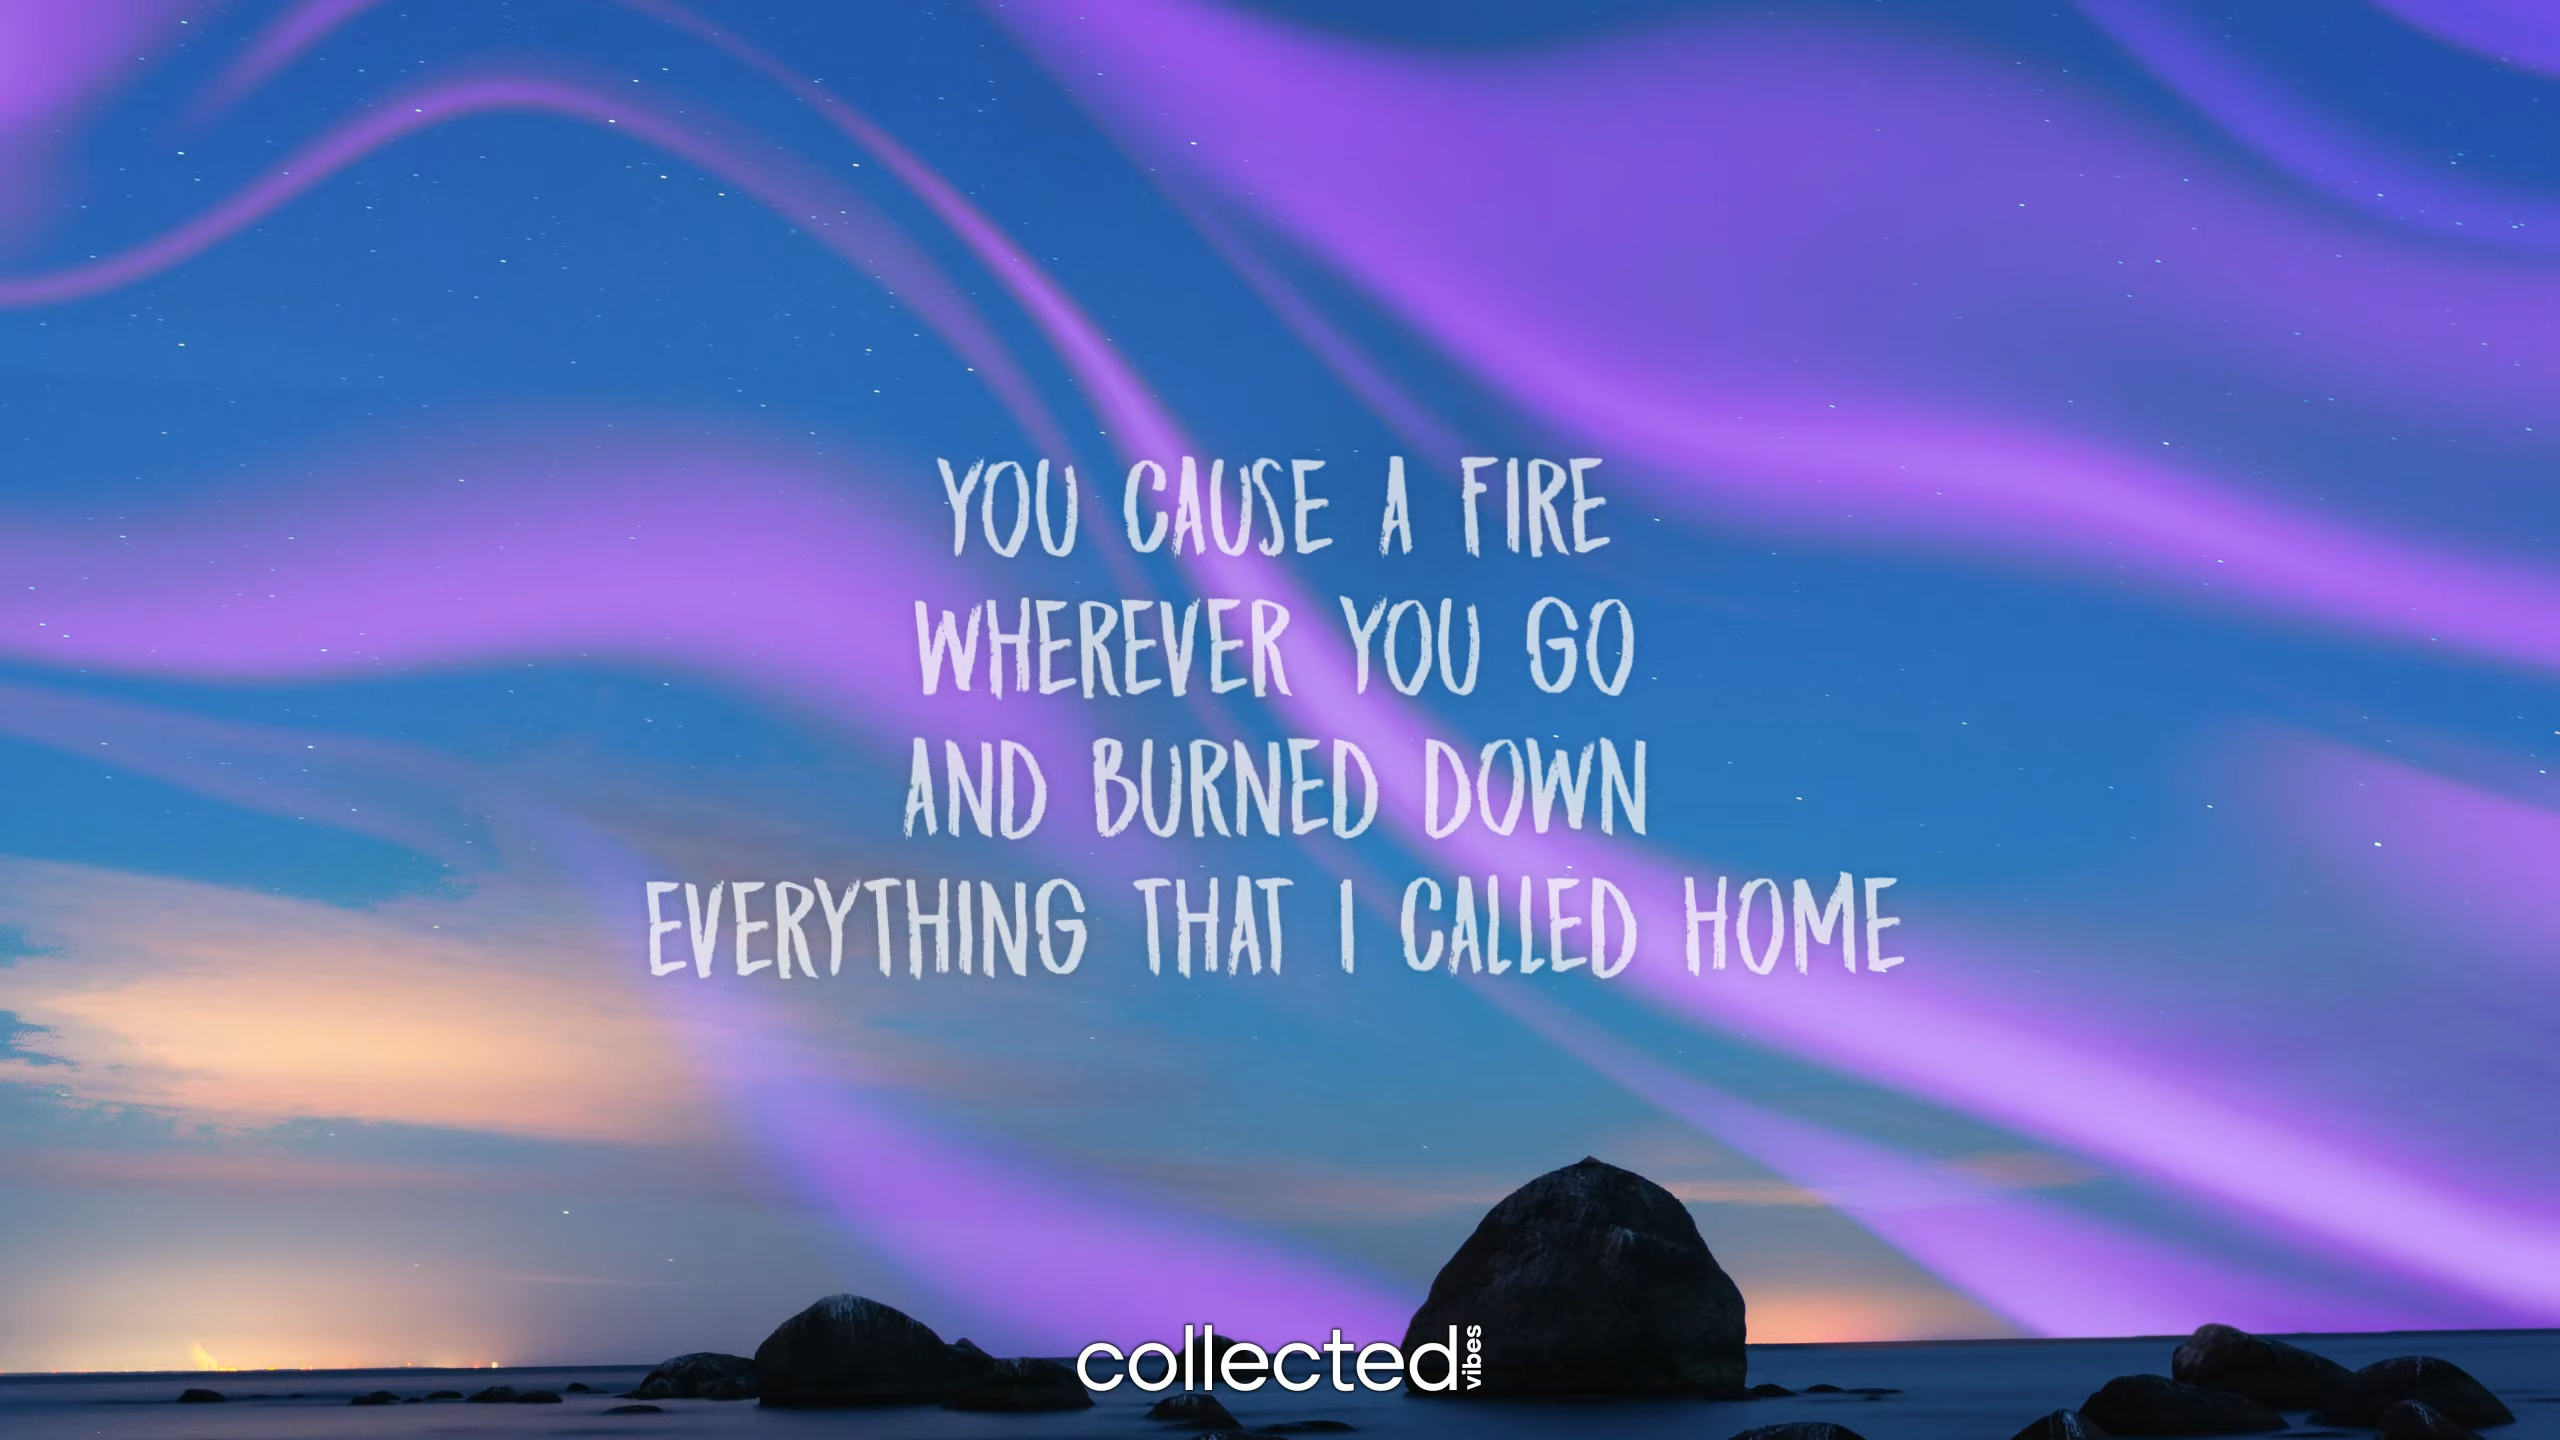 YOU CAUSE A FIRE
WHEREVER YOU GO
AND BURNED DOWN
EVERYTHING THAT I CALLED HOME
collected vibes